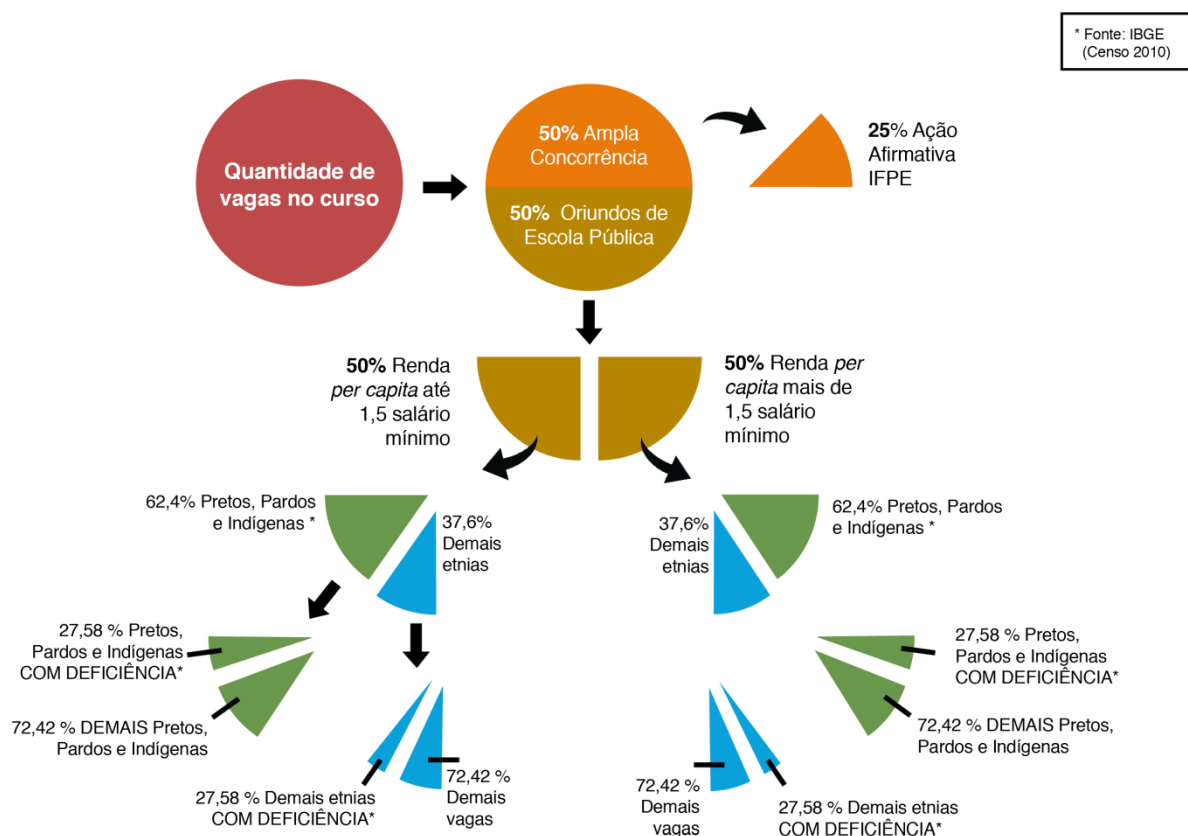 * Fonte: IBGE
(Censo 2010)
Quantidade de
vagas no curso
50% Ampla
Concorrência
50% Oriundos de
Escola Pública
25% Ação
Afirmativa
IFPE
50% Renda
per capita até
1,5 salário
mínimo
50% Renda per
capita mais de
1,5 salário
mínimo
62,4% Pretos, Pardos
e Indígenas *
37,6%
Demais
etnias
37,6%
Demais
etnias
62,4% Pretos, Pardos
e Indígenas *
27,58 % Pretos,
Pardos e Indígenas
COM DEFICIÊNCIA*
72,42 % DEMAIS Pretos,
Pardos e Indígenas
27,58 % Demais etnias
COM DEFICIÊNCIA*
72,42 %
Demais
vagas
27,58 % Pretos,
Pardos e Indígenas
COM DEFICIÊNCIA*
72,42 % DEMAIS Pretos,
Pardos e Indígenas
72,42 %
Demais
vagas
27,58 % Demais etnias
COM DEFICIÊNCIA*